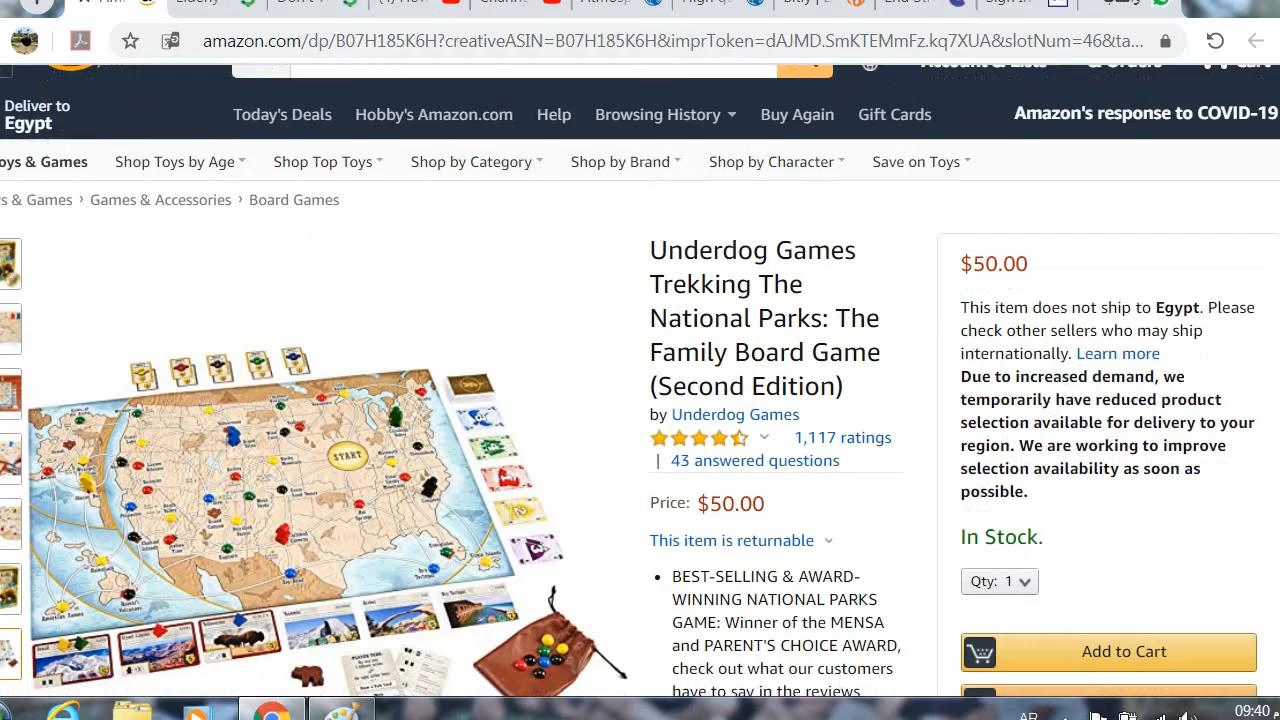 amazon.com/dp/B07H185K6H?creativeASIN=B07H185K6H&imprToken=dAJMD.SmKTEMmFz.kq7XUA&slotNum=46&ta...
Deliver to
Egypt
Today's Deals Hobby's Amazon.com Help Browsing History Buy Again Gift Cards
Amazon's response to COVID-19
oys & Games Shop Toys by Age Shop Top Toys Shop by Category Shop by Brand Shop by Character Save on Toys
s & Games › Games & Accessories › Board Games
Underdog Games
Trekking The
National Parks: The
Family Board Game
(Second Edition)
by Underdog Games
1,117 ratings
| 43 answered questions
Price: $50.00
This item is returnable
• BEST-SELLING & AWARD-
WINNING NATIONAL PARKS
GAME: Winner of the MENSA
and PARENT'S CHOICE AWARD,
check out what our customers
have to say in the reviews
$50.00
This item does not ship to Egypt. Please
check other sellers who may ship
internationally. Learn more
Due to increased demand, we
temporarily have reduced product
selection available for delivery to your
region. We are working to improve
selection availability as soon as
possible.
In Stock.
Qty: 1
Add to Cart
START
09:40